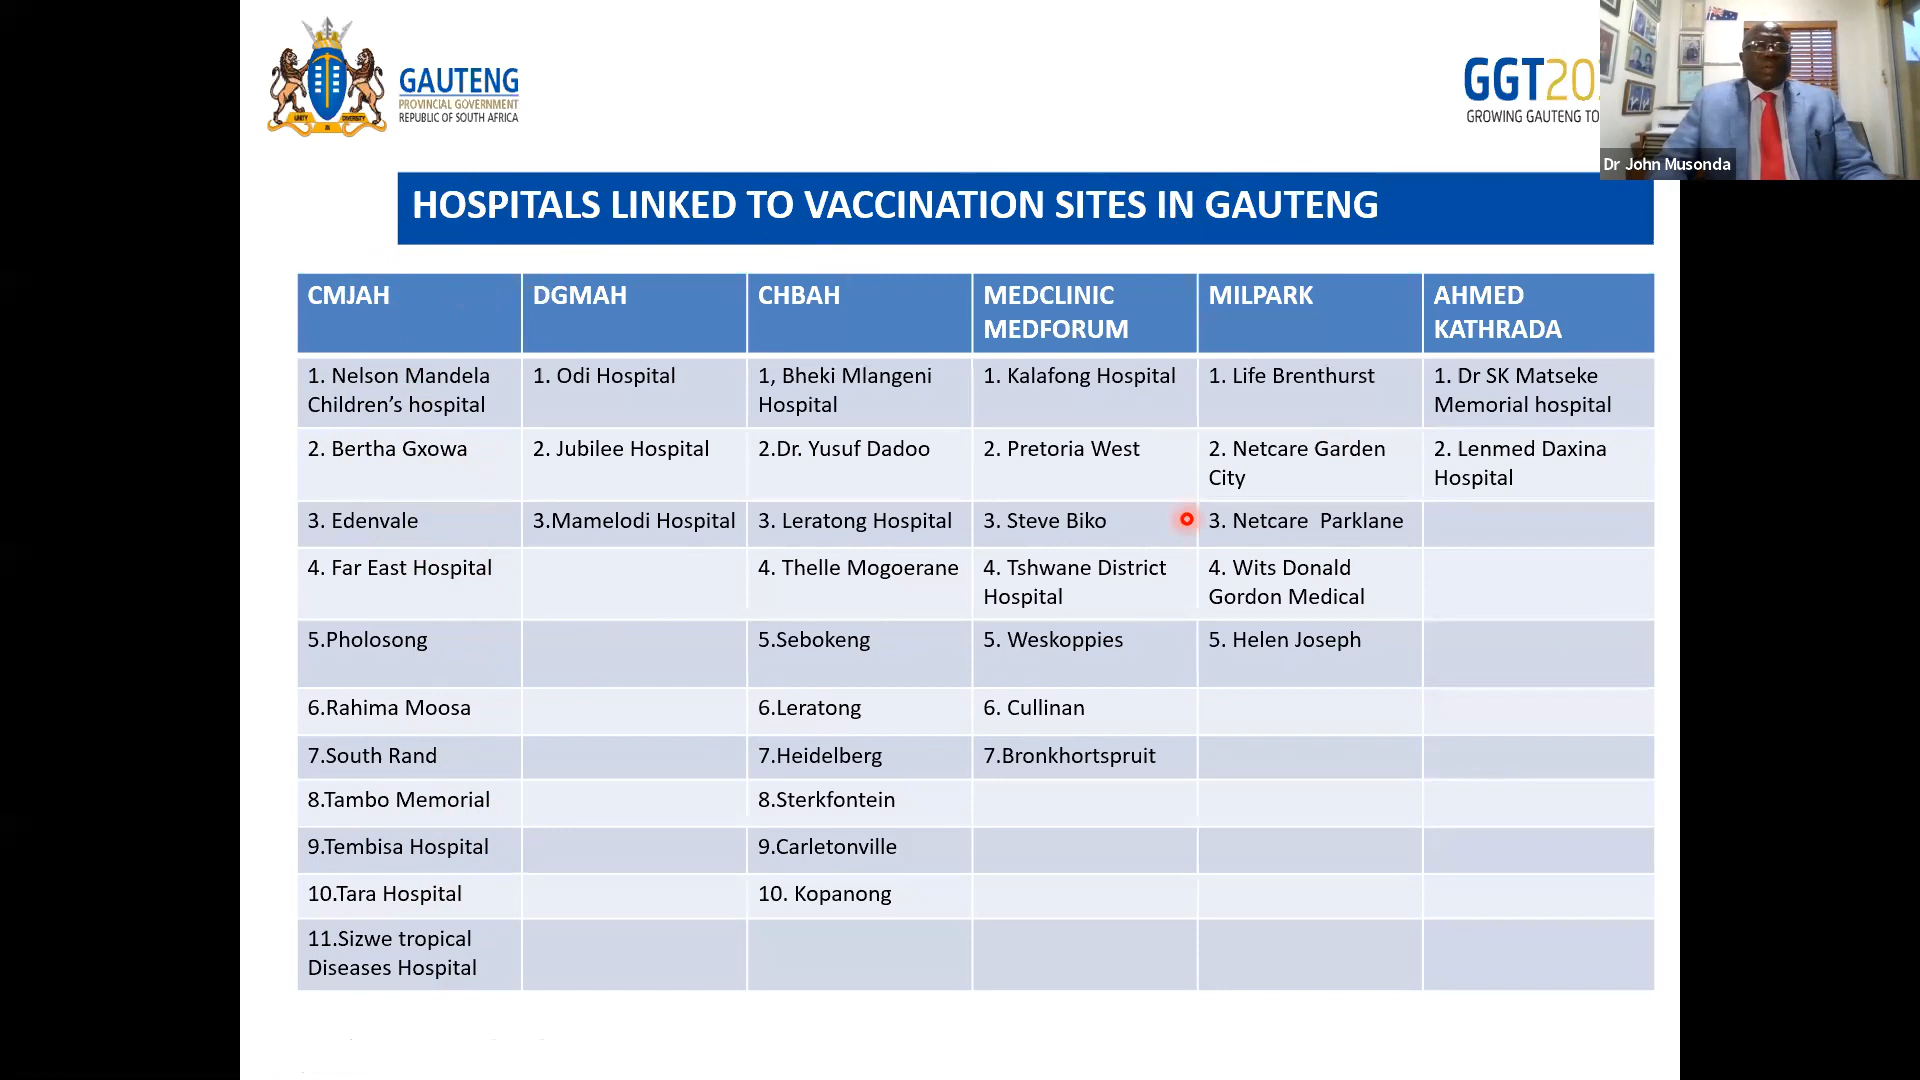 UNITY IN DIVERSITY
GAUTENG
PROVINCIAL GOVERNMENT
REPUBLIC OF SOUTH AFRICA
GGT20
GROWING GAUTENG TO
Dr John Musonda
HOSPITALS LINKED TO VACCINATION SITES IN GAUTENG
CMJAH
DGMAH
CHBAH
MEDCLINIC
MEDFORUM
MILPARK
AHMED
KATHRADA
1. Nelson Mandela
Children’s hospital
1. Odi Hospital
1, Bheki Mlangeni
Hospital
1. Kalafong Hospital
1. Life Brenthurst
1. Dr SK Matseke
Memorial hospital
2. Bertha Gxowa
2. Jubilee Hospital
2.Dr. Yusuf Dadoo
2. Pretoria West
2. Netcare Garden
City
2. Lenmed Daxina
Hospital
3. Edenvale
3.Mamelodi Hospital
3. Leratong Hospital
3. Steve Biko
3. Netcare  Parklane
4. Far East Hospital
4. Thelle Mogoerane
4. Tshwane District
Hospital
4. Wits Donald
Gordon Medical
5.Pholosong
5.Sebokeng
5. Weskoppies
5. Helen Joseph
6.Rahima Moosa
6.Leratong
6. Cullinan
7.South Rand
7.Heidelberg
7.Bronkhortspruit
8.Tambo Memorial
8.Sterkfontein
9.Tembisa Hospital
9.Carletonville
10.Tara Hospital
10. Kopanong
11.Sizwe tropical
Diseases Hospital